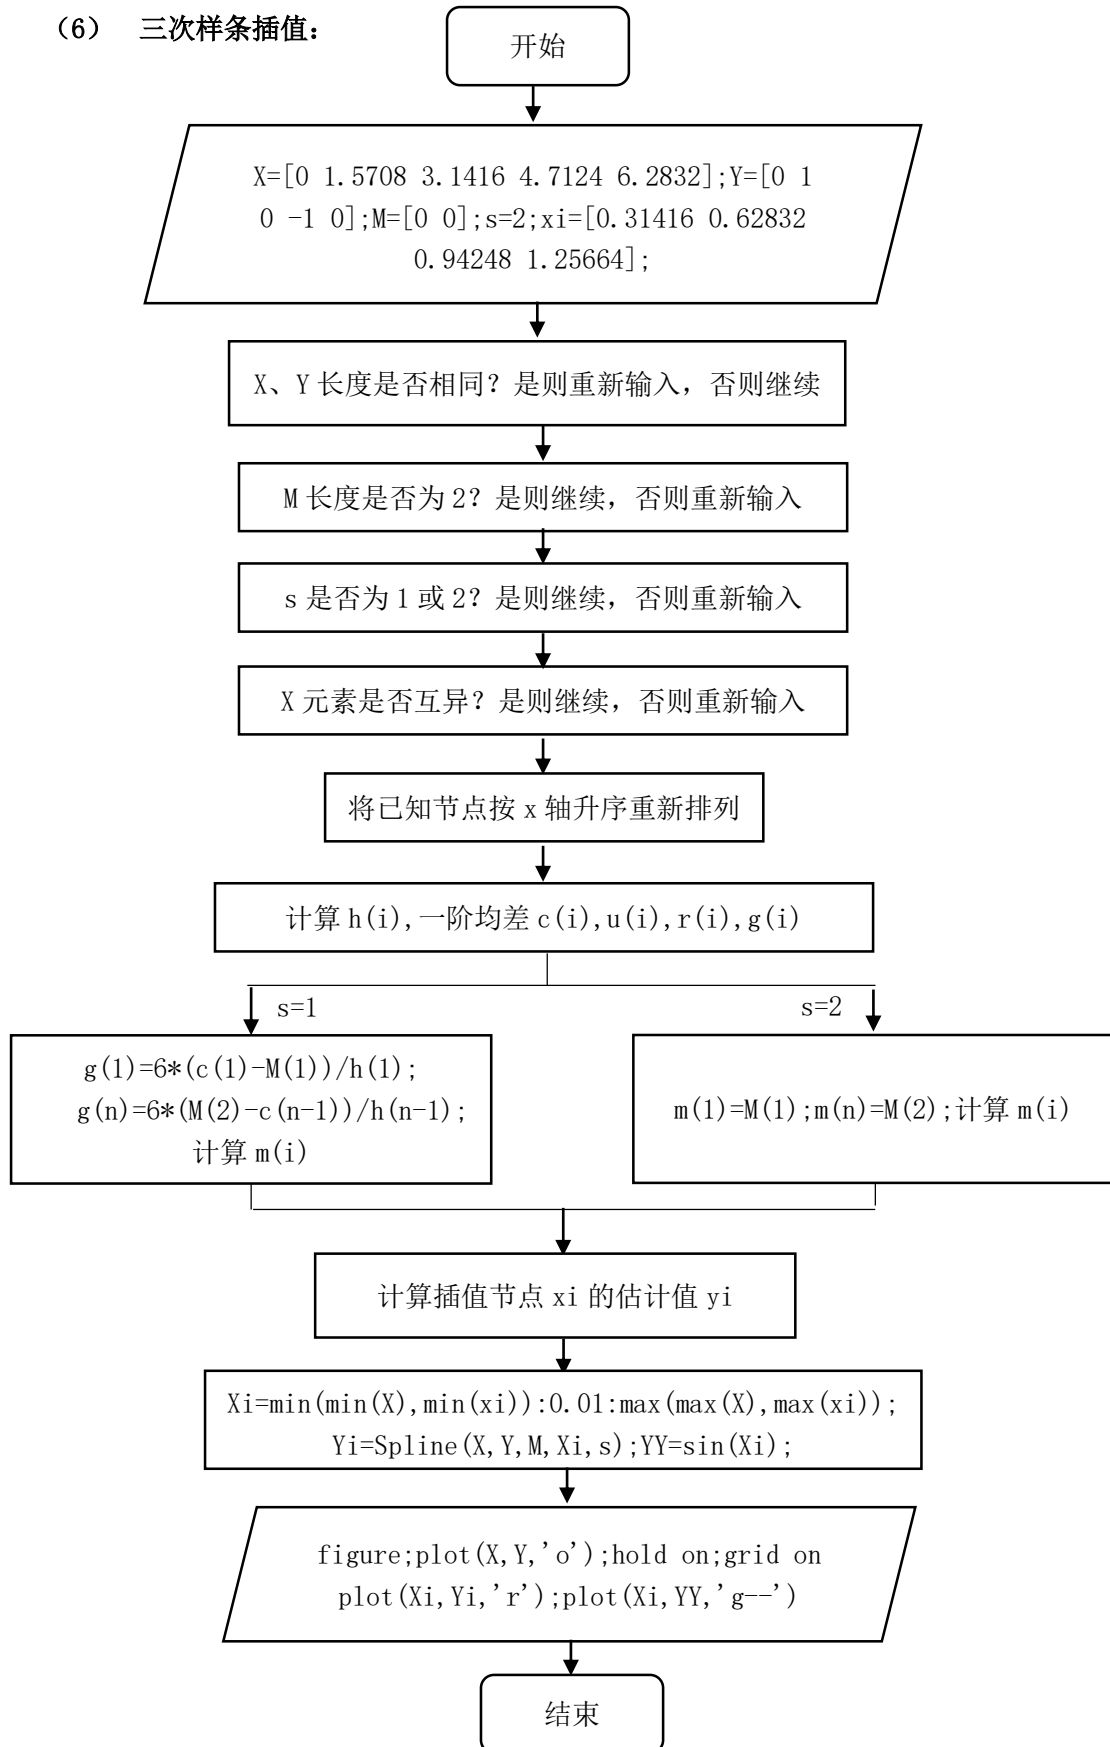 （6） 三次样条插值：
开始
X=[0 1.5708 3.1416 4.7124 6.2832];Y=[0 1
0 -1 0];M=[0 0];s=2;xi=[0.31416 0.62832
0.94248 1.25664];
X、Y 长度是否相同？是则重新输入，否则继续
M 长度是否为 2？是则继续，否则重新输入
s 是否为 1 或 2？是则继续，否则重新输入
X 元素是否互异？是则继续，否则重新输入
将已知节点按 x 轴升序重新排列
计算 h(i),一阶均差 c(i),u(i),r(i),g(i)
s=1
s=2
g(1)=6*(c(1)-M(1))/h(1);
g(n)=6*(M(2)-c(n-1))/h(n-1);
计算 m(i)
m(1)=M(1);m(n)=M(2);计算 m(i)
计算插值节点 xi 的估计值 yi
Xi=min(min(X),min(xi)):0.01:max(max(X),max(xi));
Yi=Spline(X,Y,M,Xi,s);YY=sin(Xi);
figure;plot(X,Y,'o');hold on;grid on
plot(Xi,Yi,'r');plot(Xi,YY,'g--')
结束